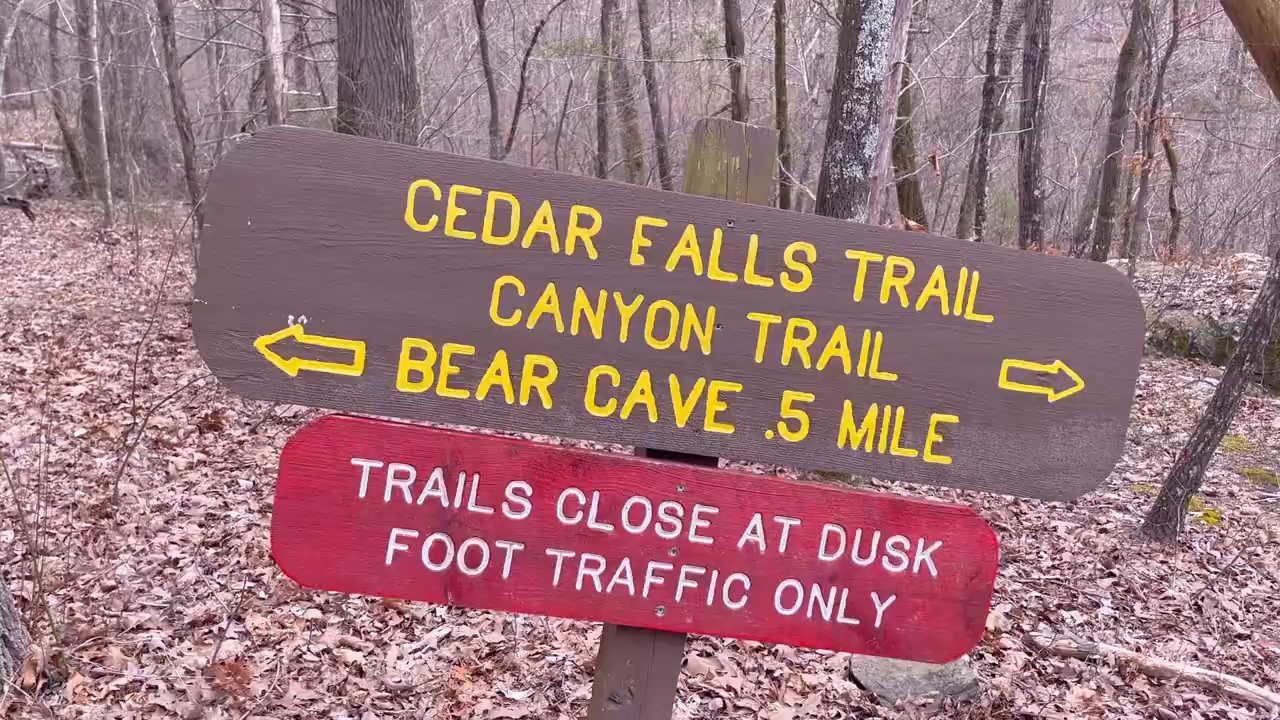 CEDAR FALLS TRAIL
CANYON TRAIL
BEAR CAVE .5 MILE
TRAILS CLOSE AT DUSK
FOOT TRAFFIC ONLY